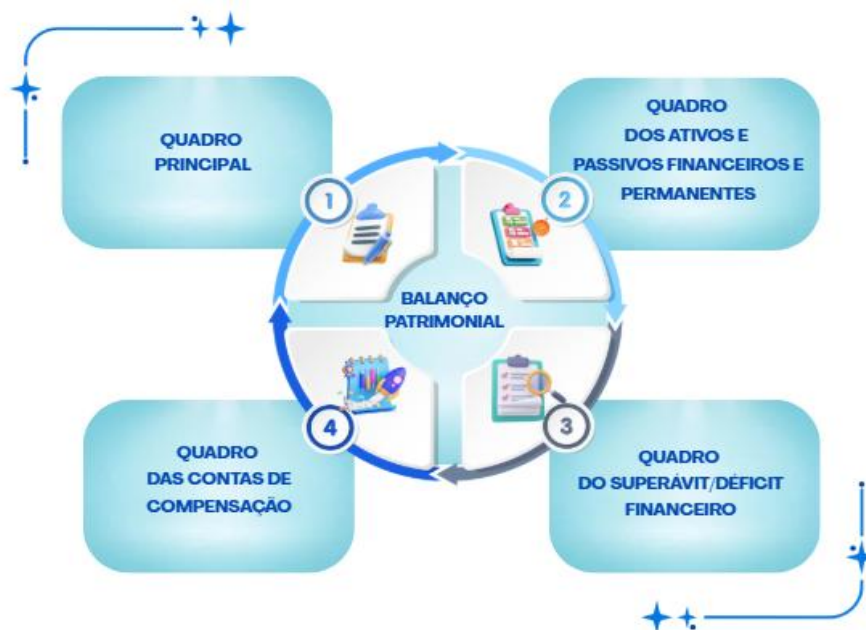 QUADRO
PRINCIPAL
1
QUADRO
DOS ATIVOS E
PASSIVOS FINANCEIROS E
PERMANENTES
2
BALANÇO
PATRIMONIAL
4
QUADRO
DAS CONTAS DE
COMPENSAÇÃO
3
QUADRO
DO SUPERÁVIT/DÉFICIT
FINANCEIRO